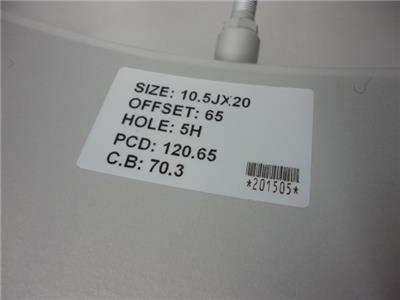 SIZE: 10.5JX20
OFFSET: 65
HOLE: 5H
PCD: 120.65
C.B: 70.3
*201505*